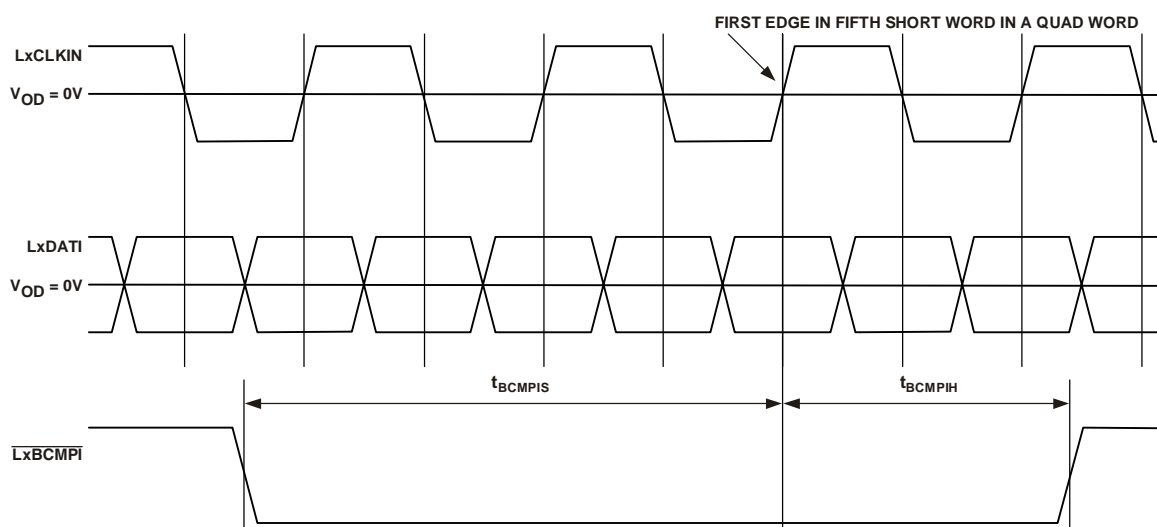 FIRST EDGE IN FIFTH SHORT WORD IN A QUAD WORD
LxCLKIN
VOD = 0V
LxDATI
VOD = 0V
tBCMPIS
tBCMPIH
LxBCMPI